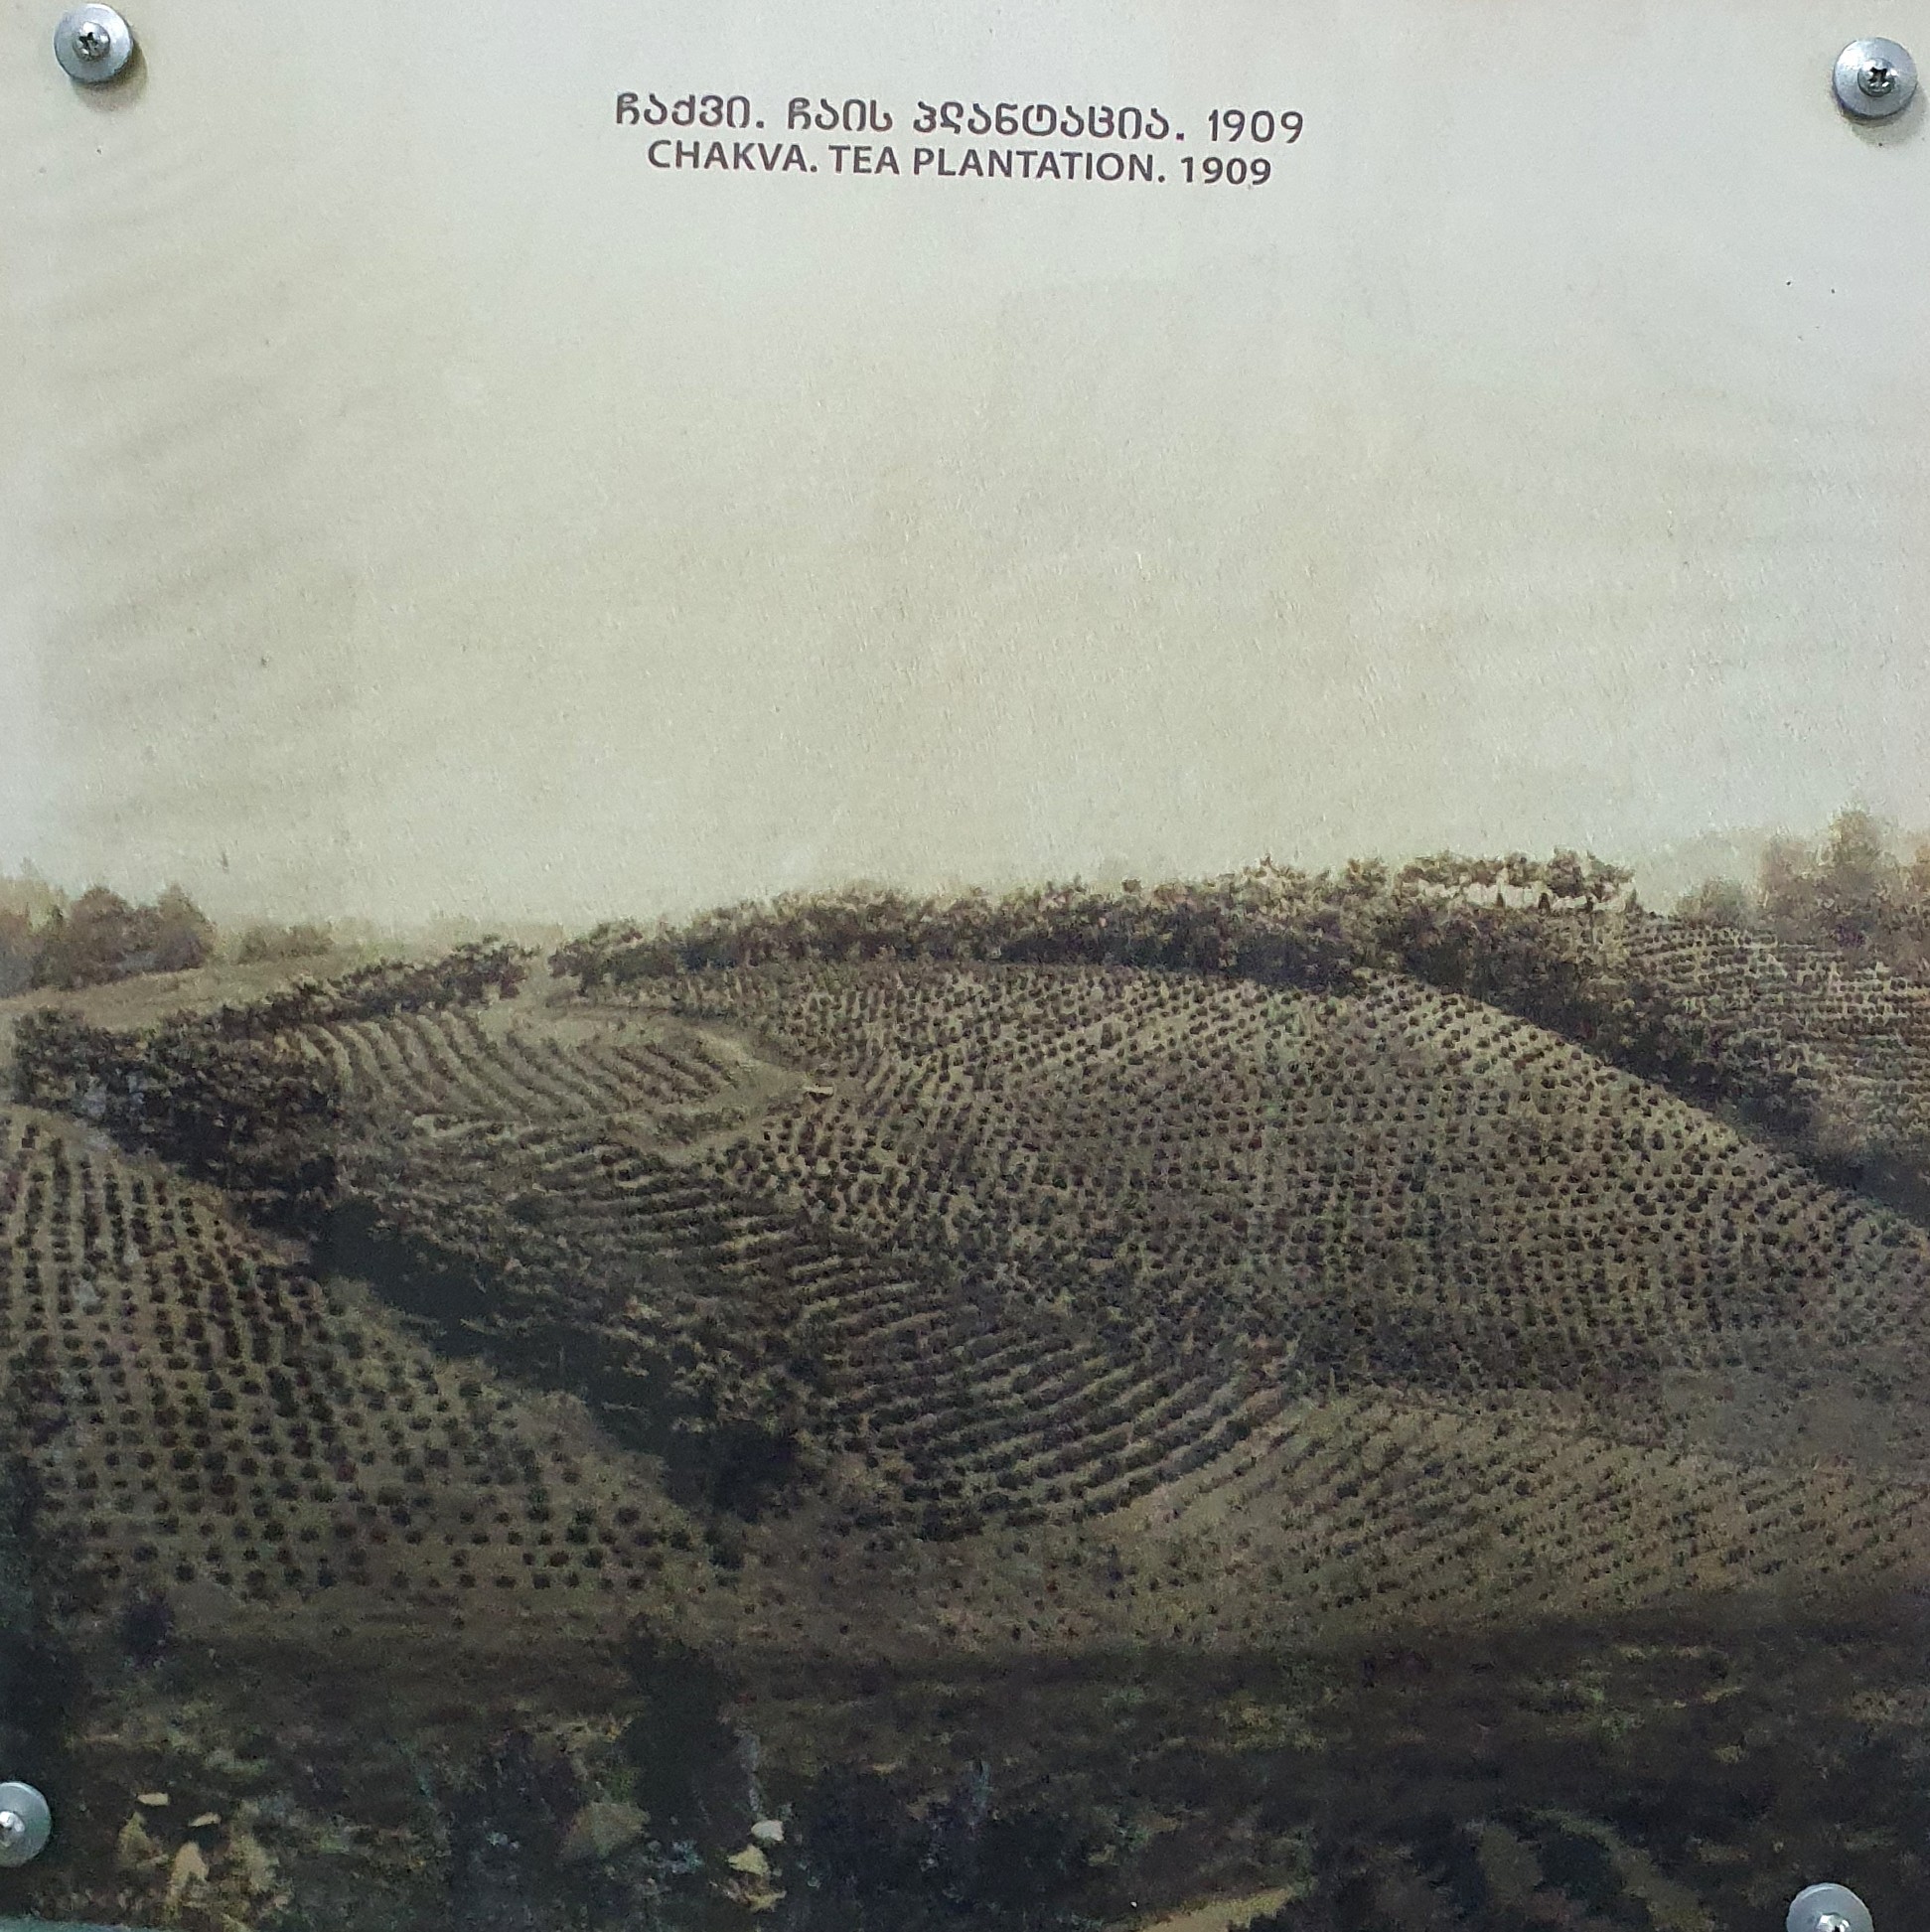 ჩაქვი. ჩაის პლანტაცია. 1909
CHAKVA. TEA PLANTATION. 1909